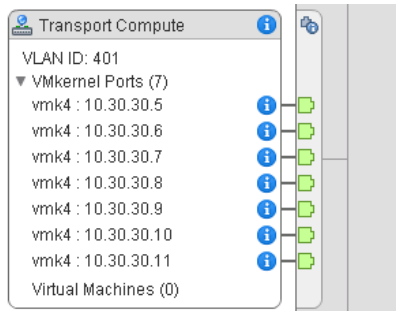 Transport Compute
VLAN ID: 401
VMkernel Ports (7)
vmk4 : 10.30.30.5
vmk4 : 10.30.30.6
vmk4 : 10.30.30.7
vmk4 : 10.30.30.8
vmk4 : 10.30.30.9
vmk4 : 10.30.30.10
vmk4 : 10.30.30.11
Virtual Machines (0)